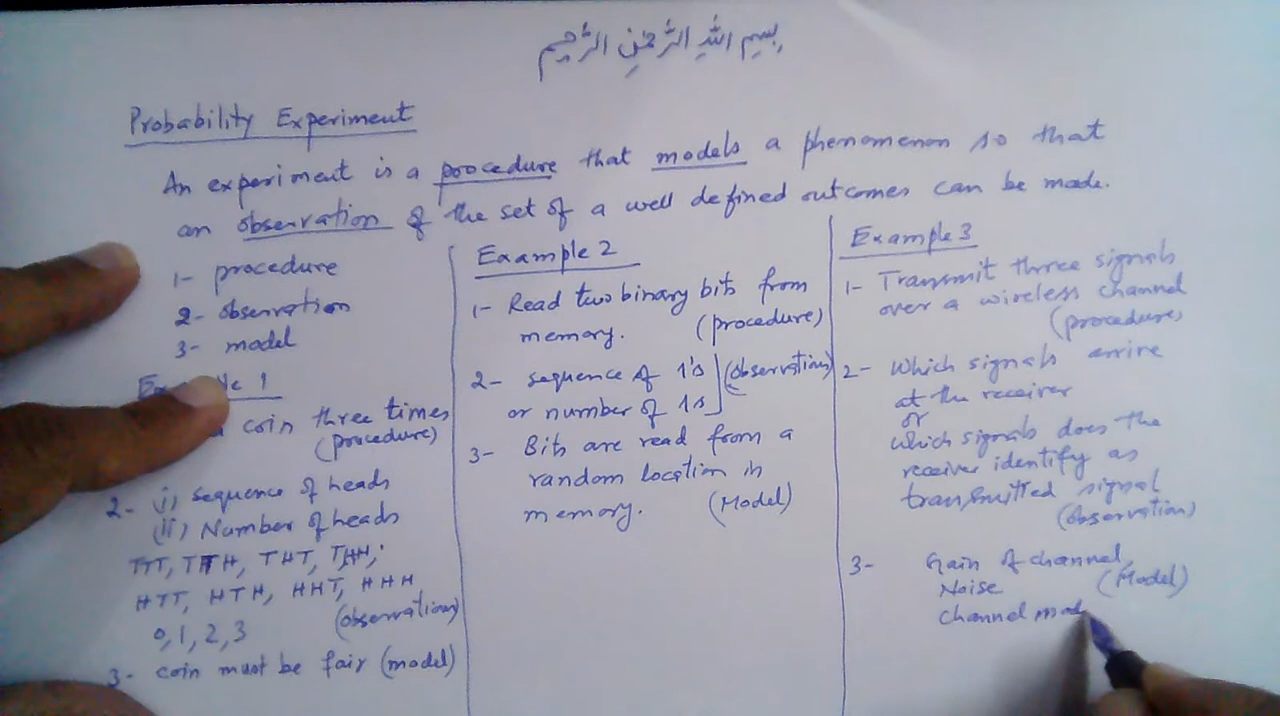 بِسْمِ اللهِ الرَّحْمٰنِ الرَّحِيْمِ
Probability Experiment
An experiment is a procedure that models a phenomenon so that
an observation of the set of a well defined outcomes can be made.
1- procedure
2- observation
3- model
1
coin three times
(procedure)
2- (i) sequence of heads
(ii) Number of heads
TTT, TTH, THT, THH,
HTT, HTH, HHT, HHH
0, 1, 2, 3 (observation)
3- coin must be fair (model)
Example 2
1- Read two binary bits from
memory. (procedure)
2- sequence of 1's (observation)
or number of 1s
3- Bits are read from a
random location in
memory. (Model)
Example 3
1- Transmit three signals
over a wireless channel
(procedure)
2- Which signals arrive
at the receiver
or
which signals does the
receiver identify as
transmitted signal
(observation)
3- Gain of channel,
Noise (Model)
channel mod